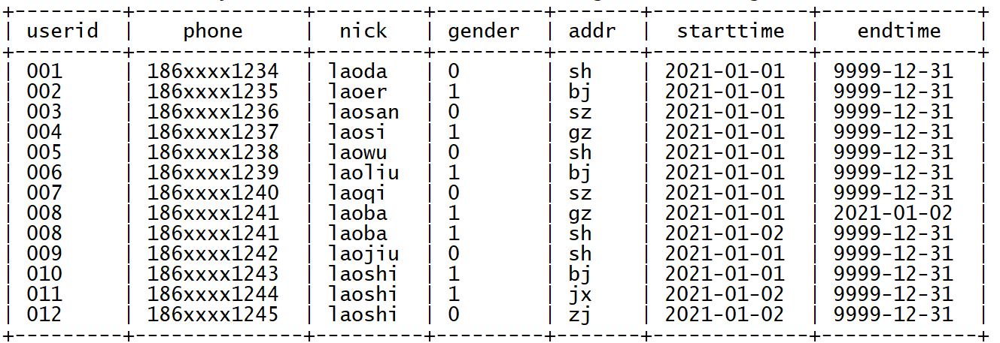 +---------+--------------+---------+---------+-------+-------------+-------------+
| userid | phone | nick | gender | addr | starttime | endtime |
+---------+--------------+---------+---------+-------+-------------+-------------+
| 001 | 186xxxx1234 | laoda | 0 | sh | 2021-01-01 | 9999-12-31 |
| 002 | 186xxxx1235 | laoer | 1 | bj | 2021-01-01 | 9999-12-31 |
| 003 | 186xxxx1236 | laosan | 0 | sz | 2021-01-01 | 9999-12-31 |
| 004 | 186xxxx1237 | laosi | 1 | gz | 2021-01-01 | 9999-12-31 |
| 005 | 186xxxx1238 | laowu | 0 | sh | 2021-01-01 | 9999-12-31 |
| 006 | 186xxxx1239 | laoliu | 1 | bj | 2021-01-01 | 9999-12-31 |
| 007 | 186xxxx1240 | laoqi | 0 | sz | 2021-01-01 | 9999-12-31 |
| 008 | 186xxxx1241 | laoba | 1 | gz | 2021-01-01 | 2021-01-02 |
| 008 | 186xxxx1241 | laoba | 1 | sh | 2021-01-02 | 9999-12-31 |
| 009 | 186xxxx1242 | laojiu | 0 | sh | 2021-01-01 | 9999-12-31 |
| 010 | 186xxxx1243 | laoshi | 1 | bj | 2021-01-01 | 9999-12-31 |
| 011 | 186xxxx1244 | laoshi | 1 | jx | 2021-01-02 | 9999-12-31 |
| 012 | 186xxxx1245 | laoshi | 0 | zj | 2021-01-02 | 9999-12-31 |
+---------+--------------+---------+---------+-------+-------------+-------------+